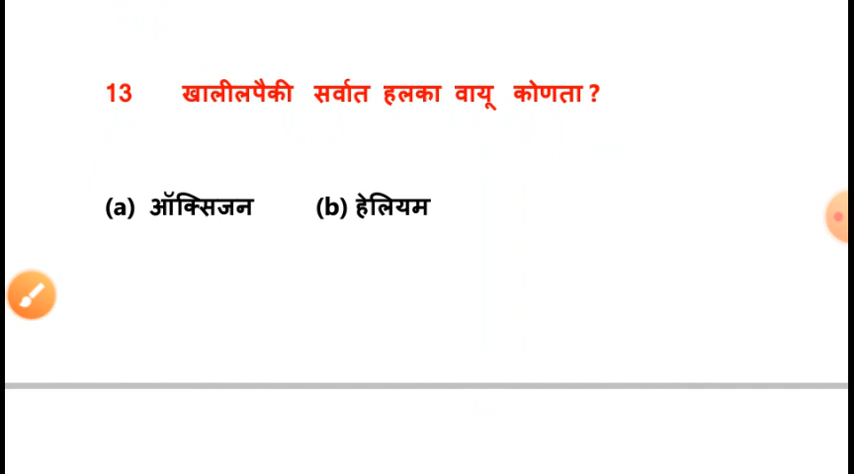 13 खालीलपैकी सर्वात हलका वायू कोणता ?
(a) ऑक्सिजन (b) हेलियम